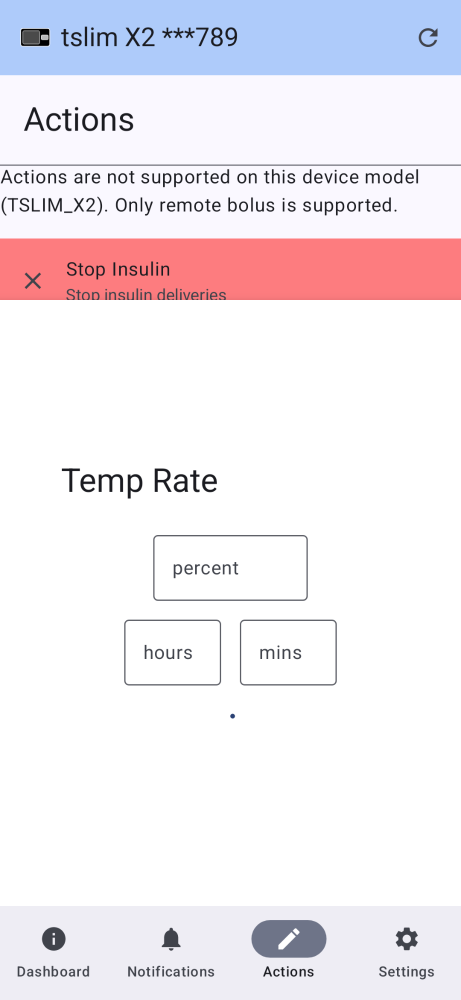 tslim X2 ***789
Actions
Actions are not supported on this device model
(TSLIM_X2). Only remote bolus is supported.
Stop Insulin
Stop insulin deliveries
Temp Rate
percent
hours mins
Dashboard Notifications Actions Settings